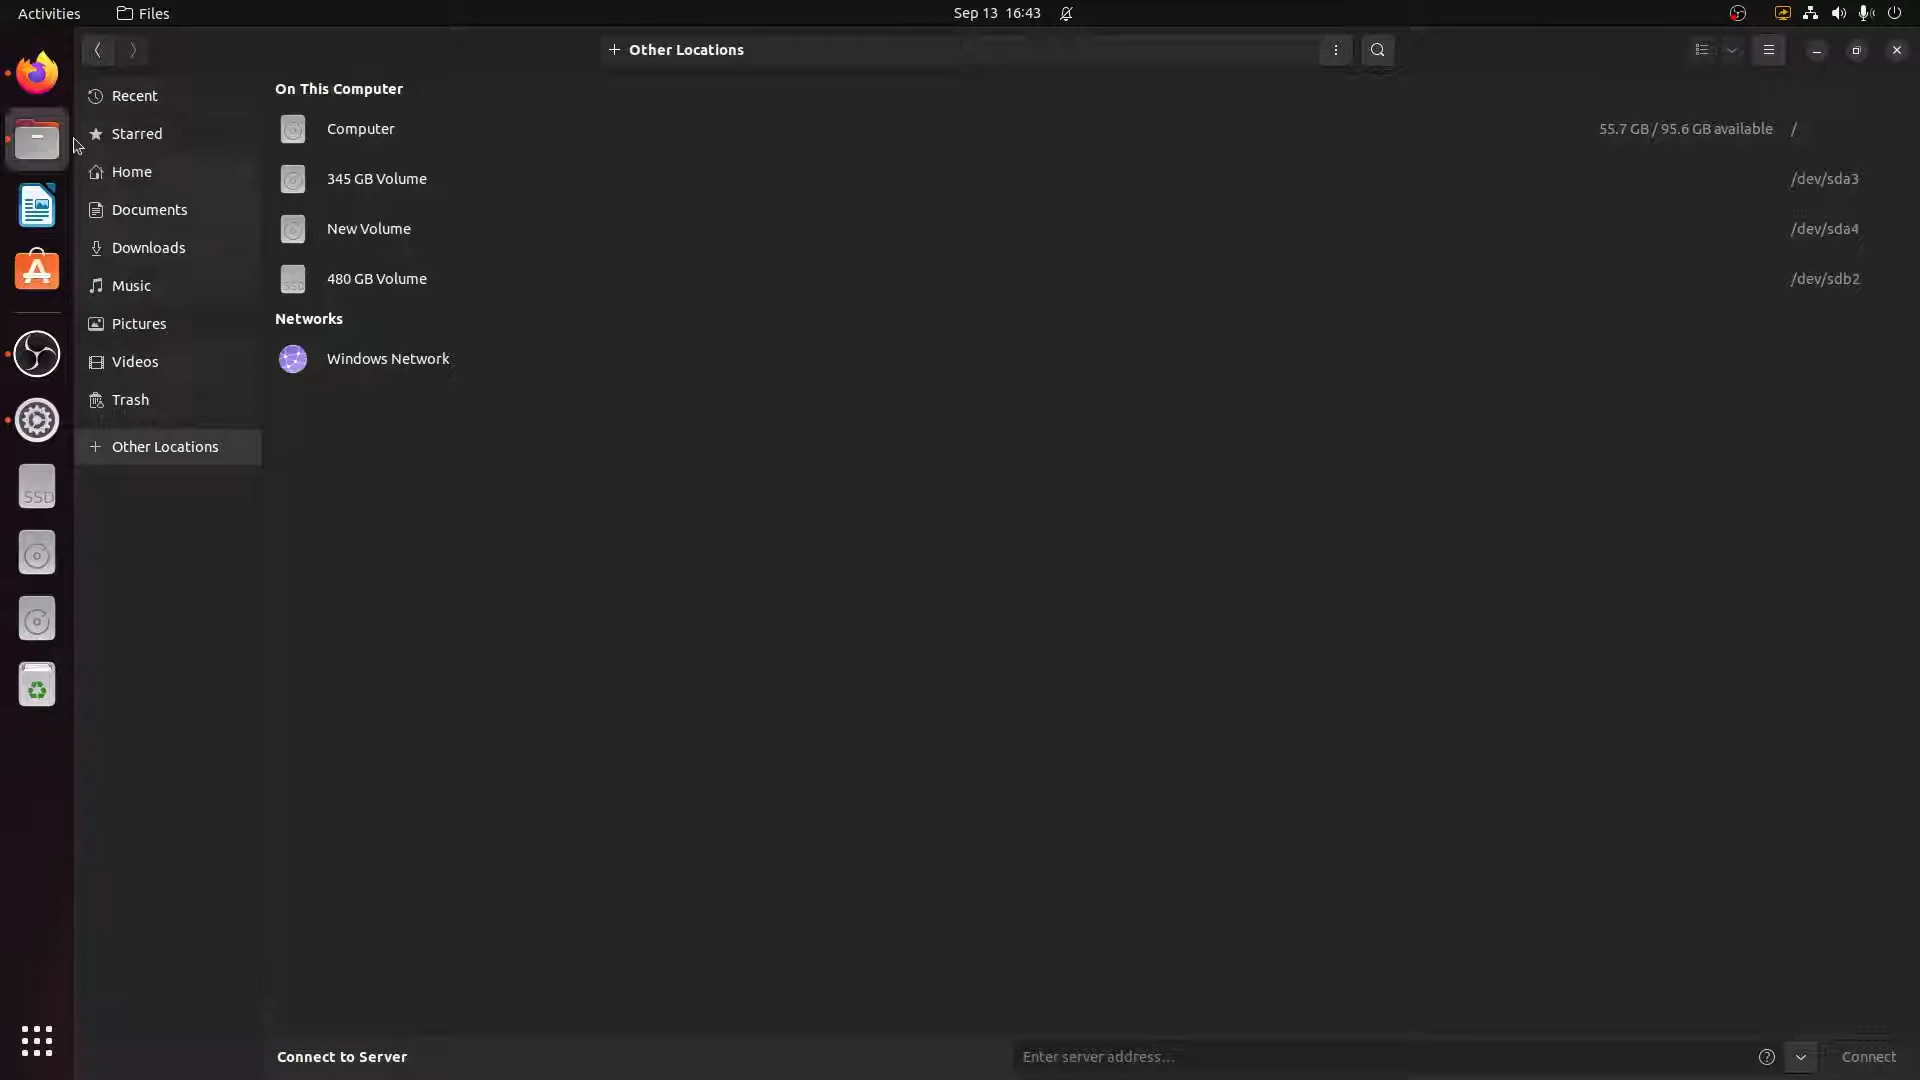 Activities Files Sep 13 16:43
Other Locations
Recent
Starred
Home
Documents
Downloads
Music
Pictures
Videos
Trash
Other Locations
On This Computer
Computer 55.7 GB / 95.6 GB available /
345 GB Volume /dev/sda3
New Volume /dev/sda4
480 GB Volume /dev/sdb2
Networks
Windows Network
SSD
Connect to Server Enter server address... Connect